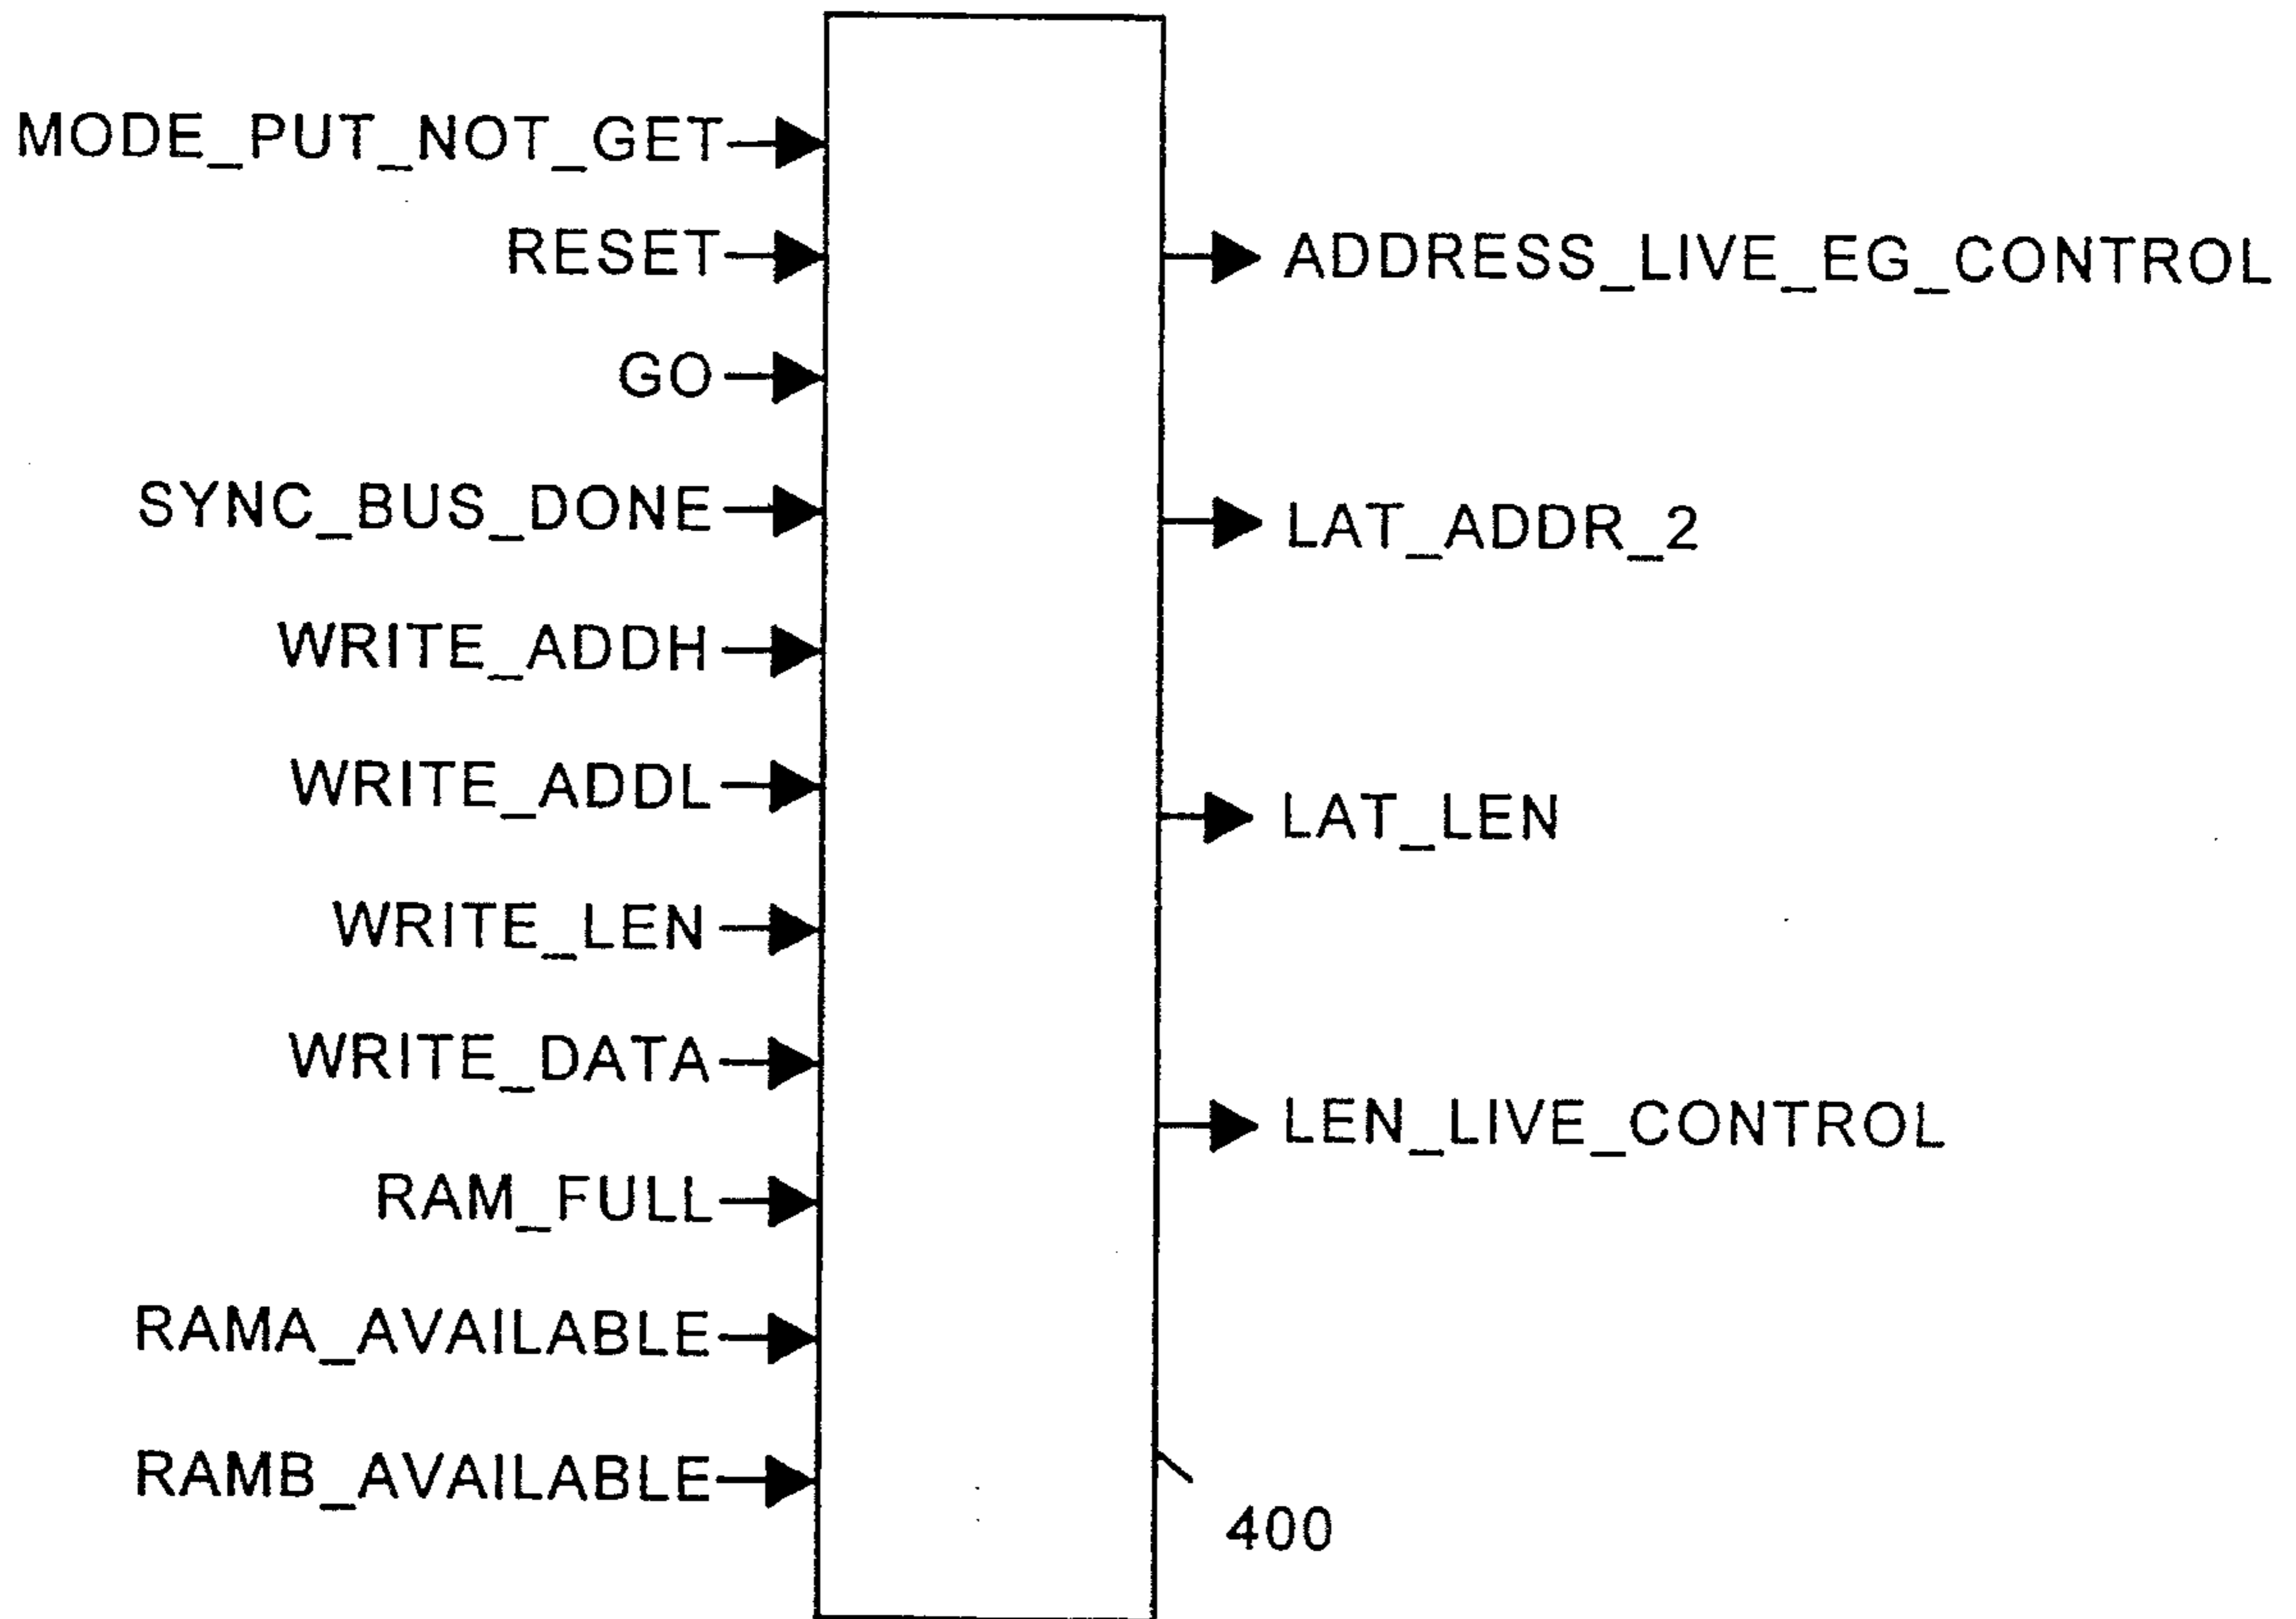 MODE_PUT_NOT_GET
RESET
GO
SYNC_BUS_DONE
WRITE_ADDH
WRITE_ADDL
WRITE_LEN
WRITE_DATA
RAM_FULL
RAMA_AVAILABLE
RAMB_AVAILABLE
ADDRESS_LIVE_EG_CONTROL
LAT_ADDR_2
LAT_LEN
LEN_LIVE_CONTROL
400